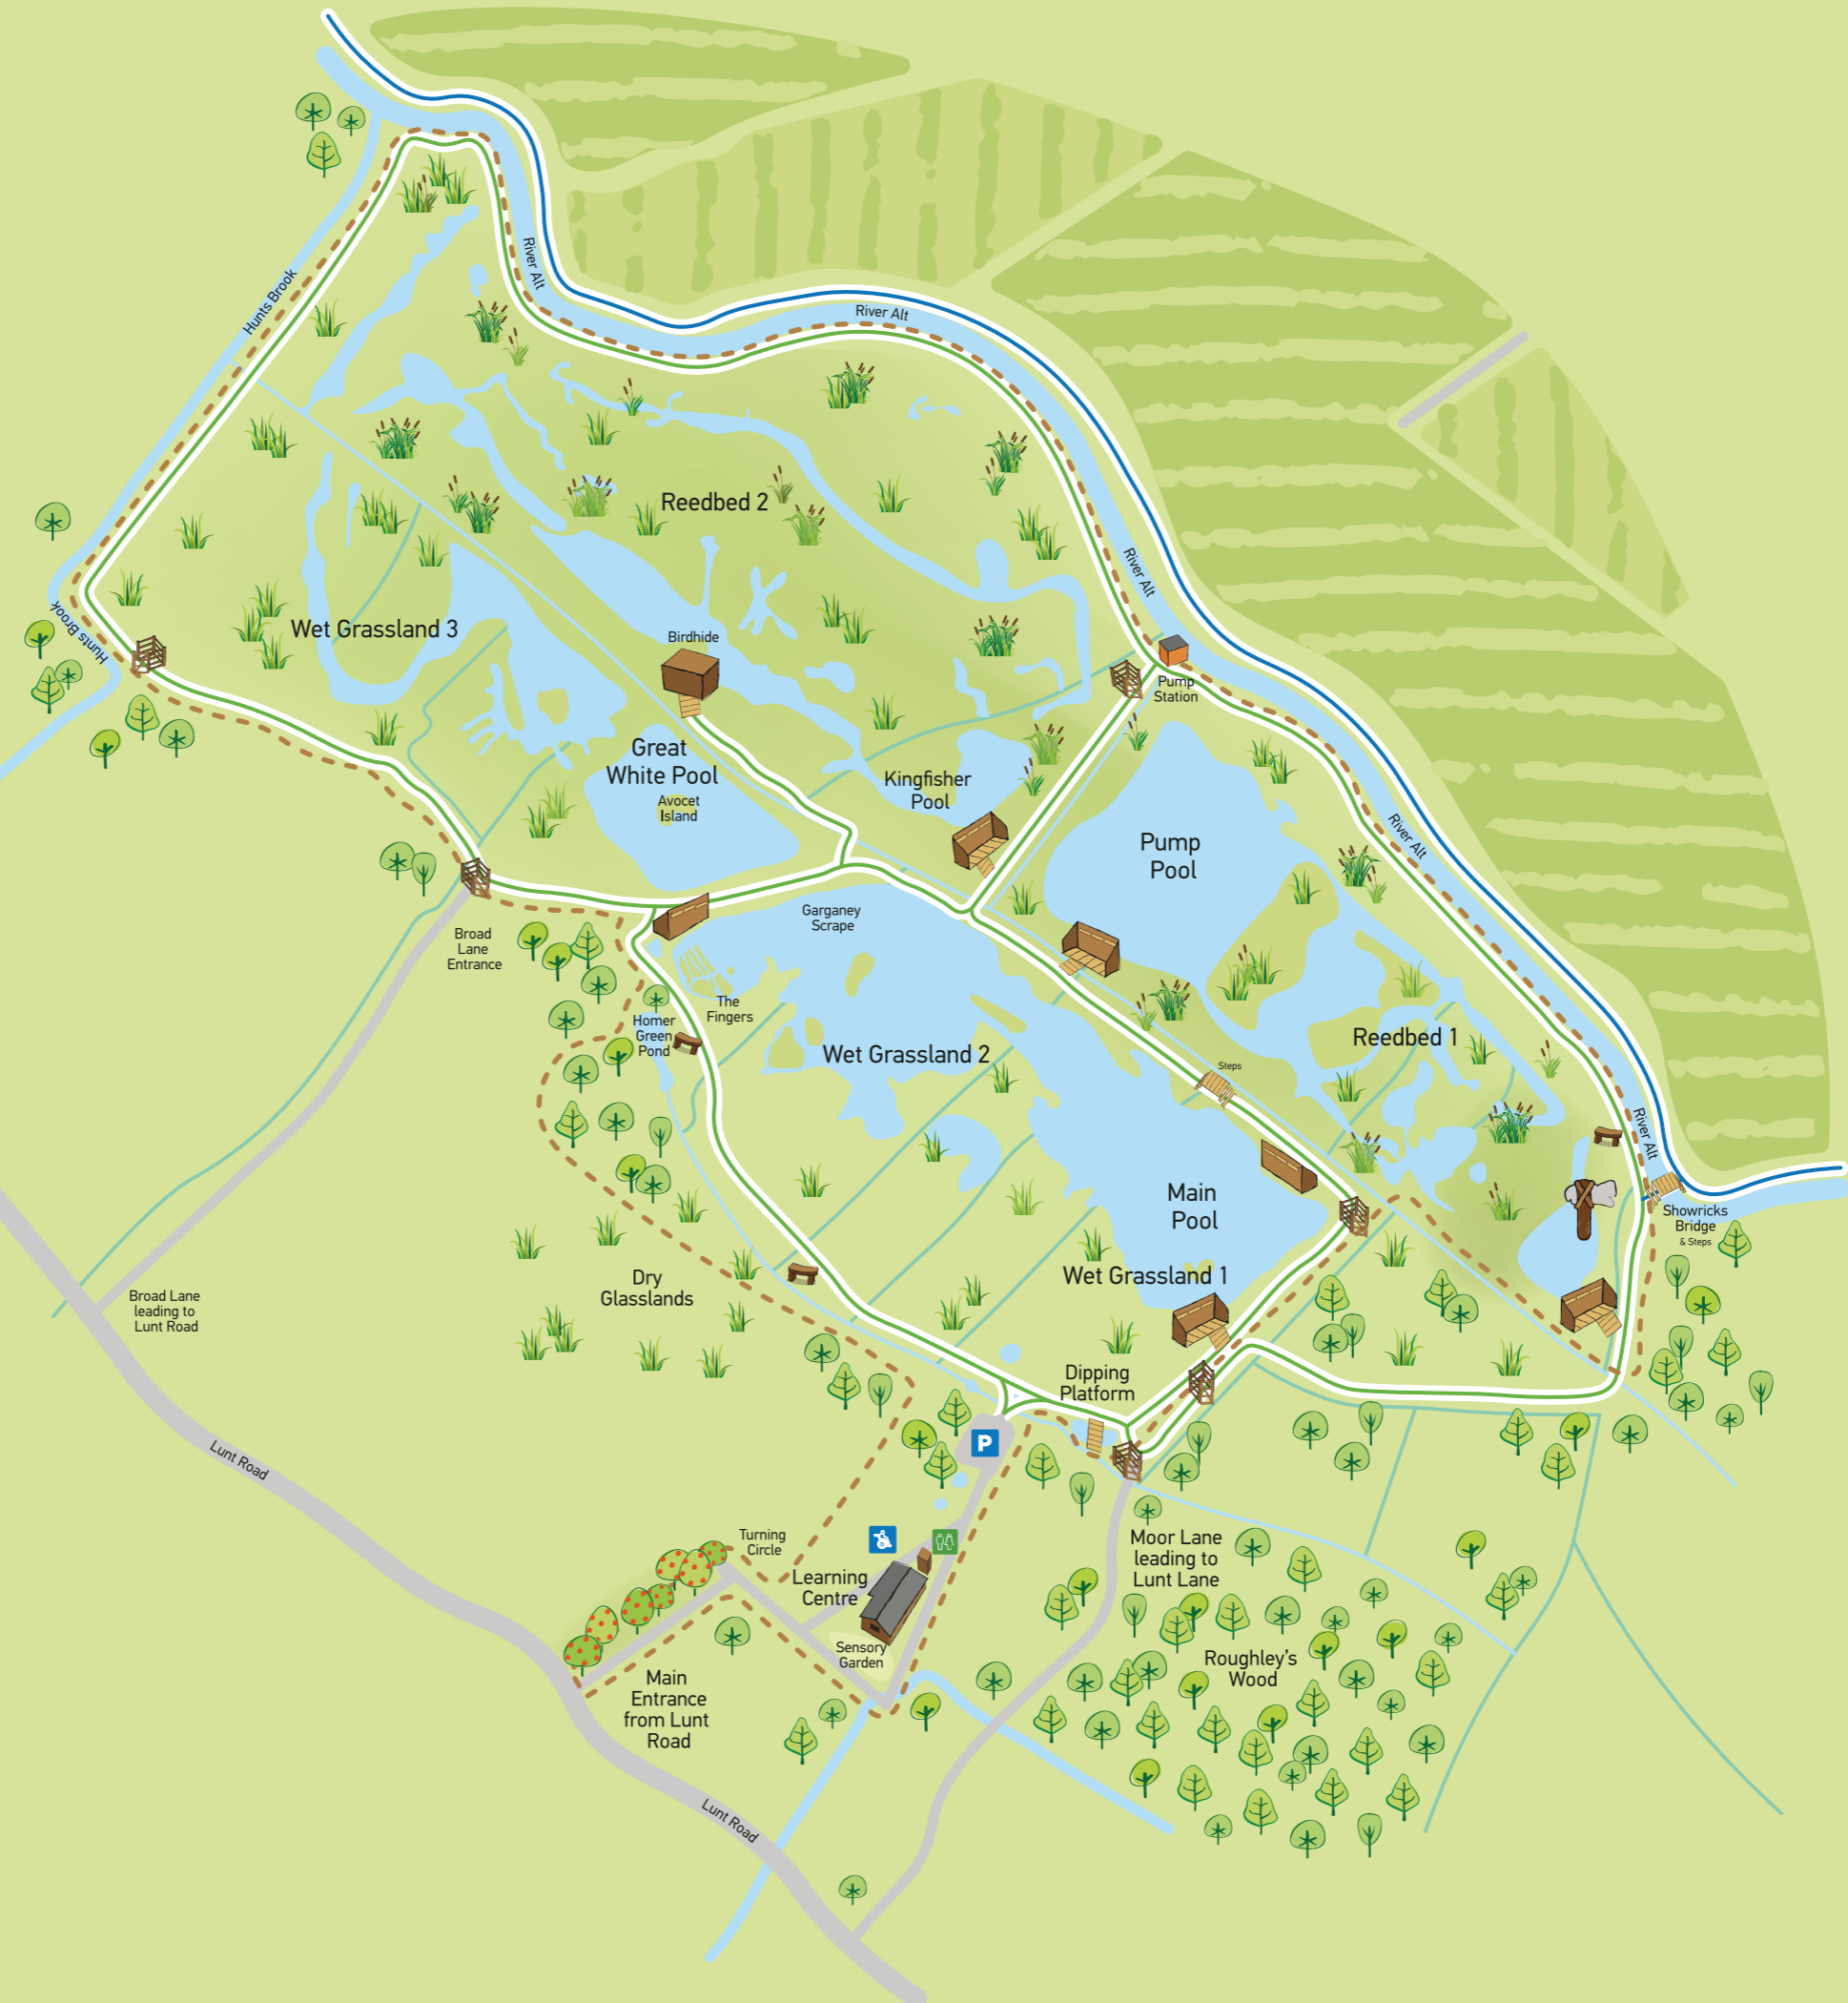 Hunts Brook
River Alt
River Alt
Reedbed 2
Hunts Brook
Wet Grassland 3
Birdhide
River Alt
Pump
Station
Great
White Pool
Avocet
Island
Kingfisher
Pool
Pump
Pool
River Alt
Garganey
Scrape
Broad
Lane
Entrance
The
Fingers
Homer
Green
Pond
Wet Grassland 2
Reedbed 1
Steps
River Alt
Main
Pool
Showricks
Bridge
& Steps
Wet Grassland 1
Dry
Glasslands
Broad Lane
leading to
Lunt Road
Dipping
Platform
P
Lunt Road
Turning
Circle
Learning
Centre
Moor Lane
leading to
Lunt Lane
Sensory
Garden
Roughley's
Wood
Main
Entrance
from Lunt
Road
Lunt Road